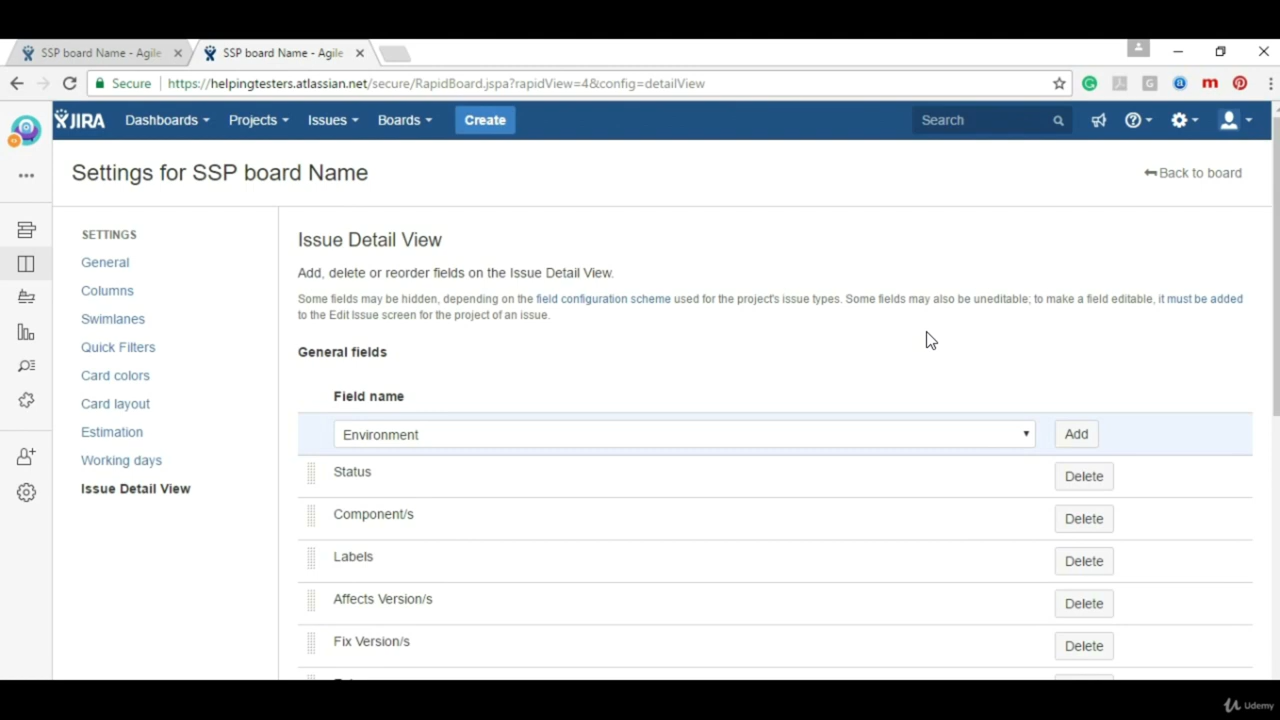 SSP board Name - Agile
SSP board Name - Agile
Secure https://helpingtesters.atlassian.net/secure/RapidBoard.jspa?rapidView=4&config=detailView
JIRA Dashboards Projects Issues Boards Create Search
Settings for SSP board Name
Back to board
SETTINGS
General
Columns
Swimlanes
Quick Filters
Card colors
Card layout
Estimation
Working days
Issue Detail View
Issue Detail View
Add, delete or reorder fields on the Issue Detail View.
Some fields may be hidden, depending on the field configuration scheme used for the project's issue types. Some fields may also be uneditable; to make a field editable, it must be added
to the Edit Issue screen for the project of an issue.
General fields
Field name
Environment Add
Status Delete
Component/s Delete
Labels Delete
Affects Version/s Delete
Fix Version/s Delete
Udemy